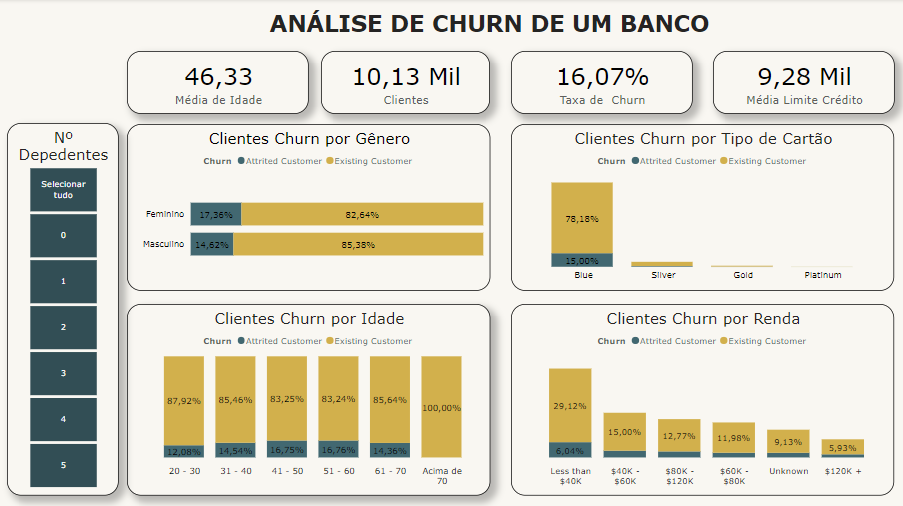 ANÁLISE DE CHURN DE UM BANCO
46,33
Média de Idade
10,13 Mil
Clientes
16,07%
Taxa de Churn
9,28 Mil
Média Limite Crédito
Nº
Depedentes
Selecionar
tudo
0
1
2
3
4
5
Clientes Churn por Gênero
Churn Attrited Customer Existing Customer
Feminino 17,36% 82,64%
Masculino 14,62% 85,38%
Clientes Churn por Tipo de Cartão
Churn Attrited Customer Existing Customer
78,18%
15,00%
Blue Silver Gold Platinum
Clientes Churn por Idade
Churn Attrited Customer Existing Customer
87,92% 85,46% 83,25% 83,24% 85,64% 100,00%
12,08% 14,54% 16,75% 16,76% 14,36%
20 - 30 31 - 40 41 - 50 51 - 60 61 - 70 Acima de
70
Clientes Churn por Renda
Churn Attrited Customer Existing Customer
29,12% 15,00% 12,77% 11,98% 9,13% 5,93%
6,04%
Less than $40K - $80K - $60K - Unknown $120K +
$40K $60K $120K $80K